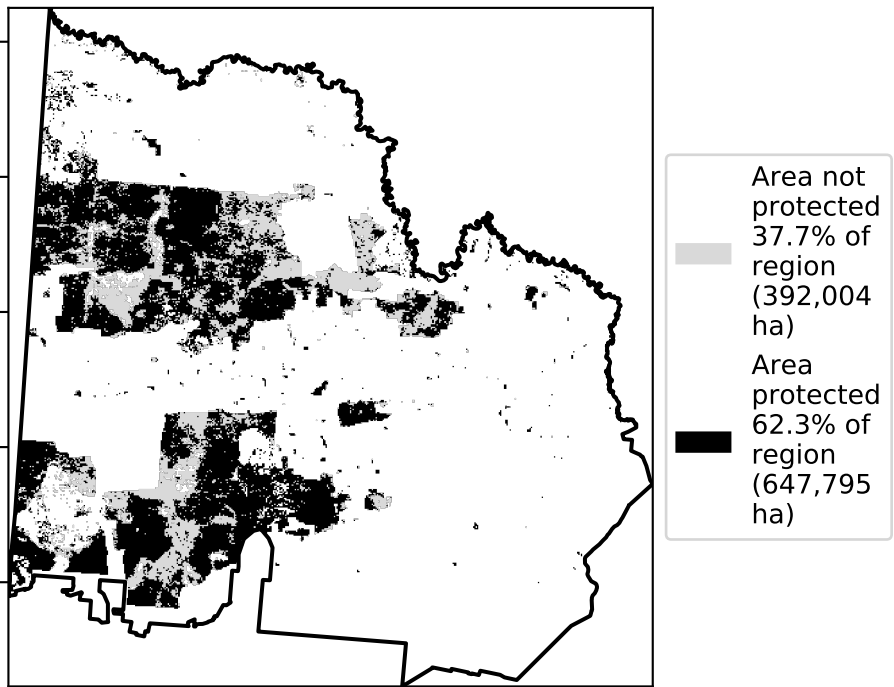 Area not
protected
37.7% of
region
(392,004
ha)
Area
protected
62.3% of
region
(647,795
ha)